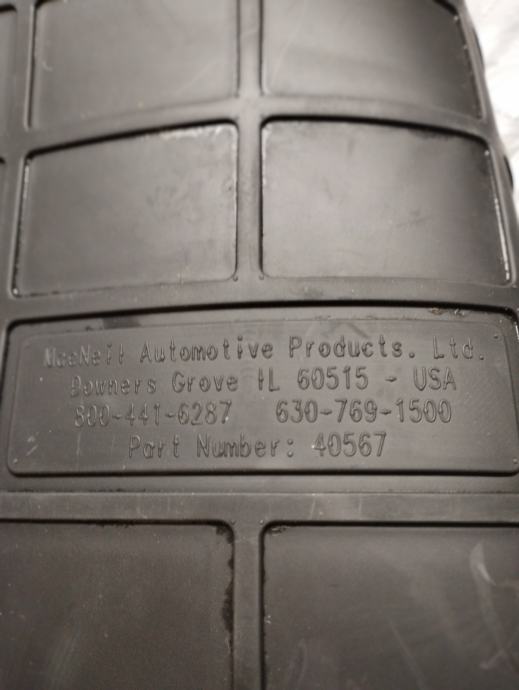 MacNeil Automotive Products. Ltd.
Downers Grove IL 60515 - USA
800-441-6287 630-769-1500
Part Number: 40567